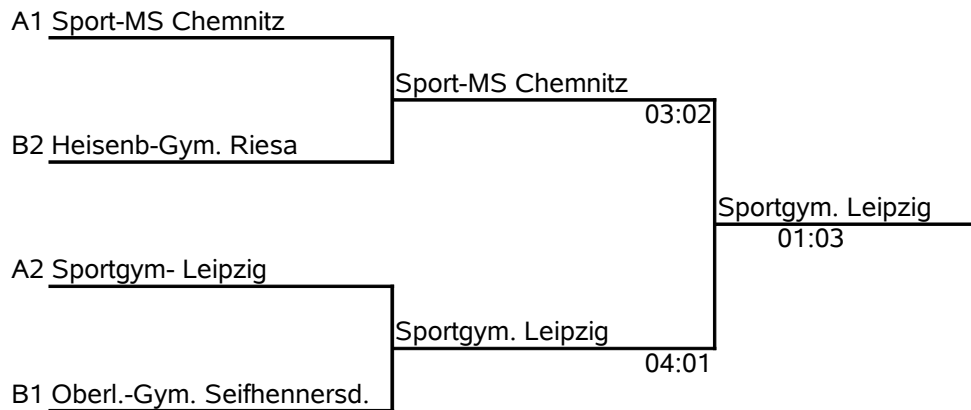 A1 Sport-MS Chemnitz
Sport-MS Chemnitz
03:02
B2 Heisenb-Gym. Riesa
Sportgym. Leipzig
01:03
A2 Sportgym- Leipzig
Sportgym. Leipzig
04:01
B1 Oberl.-Gym. Seifhennersd.